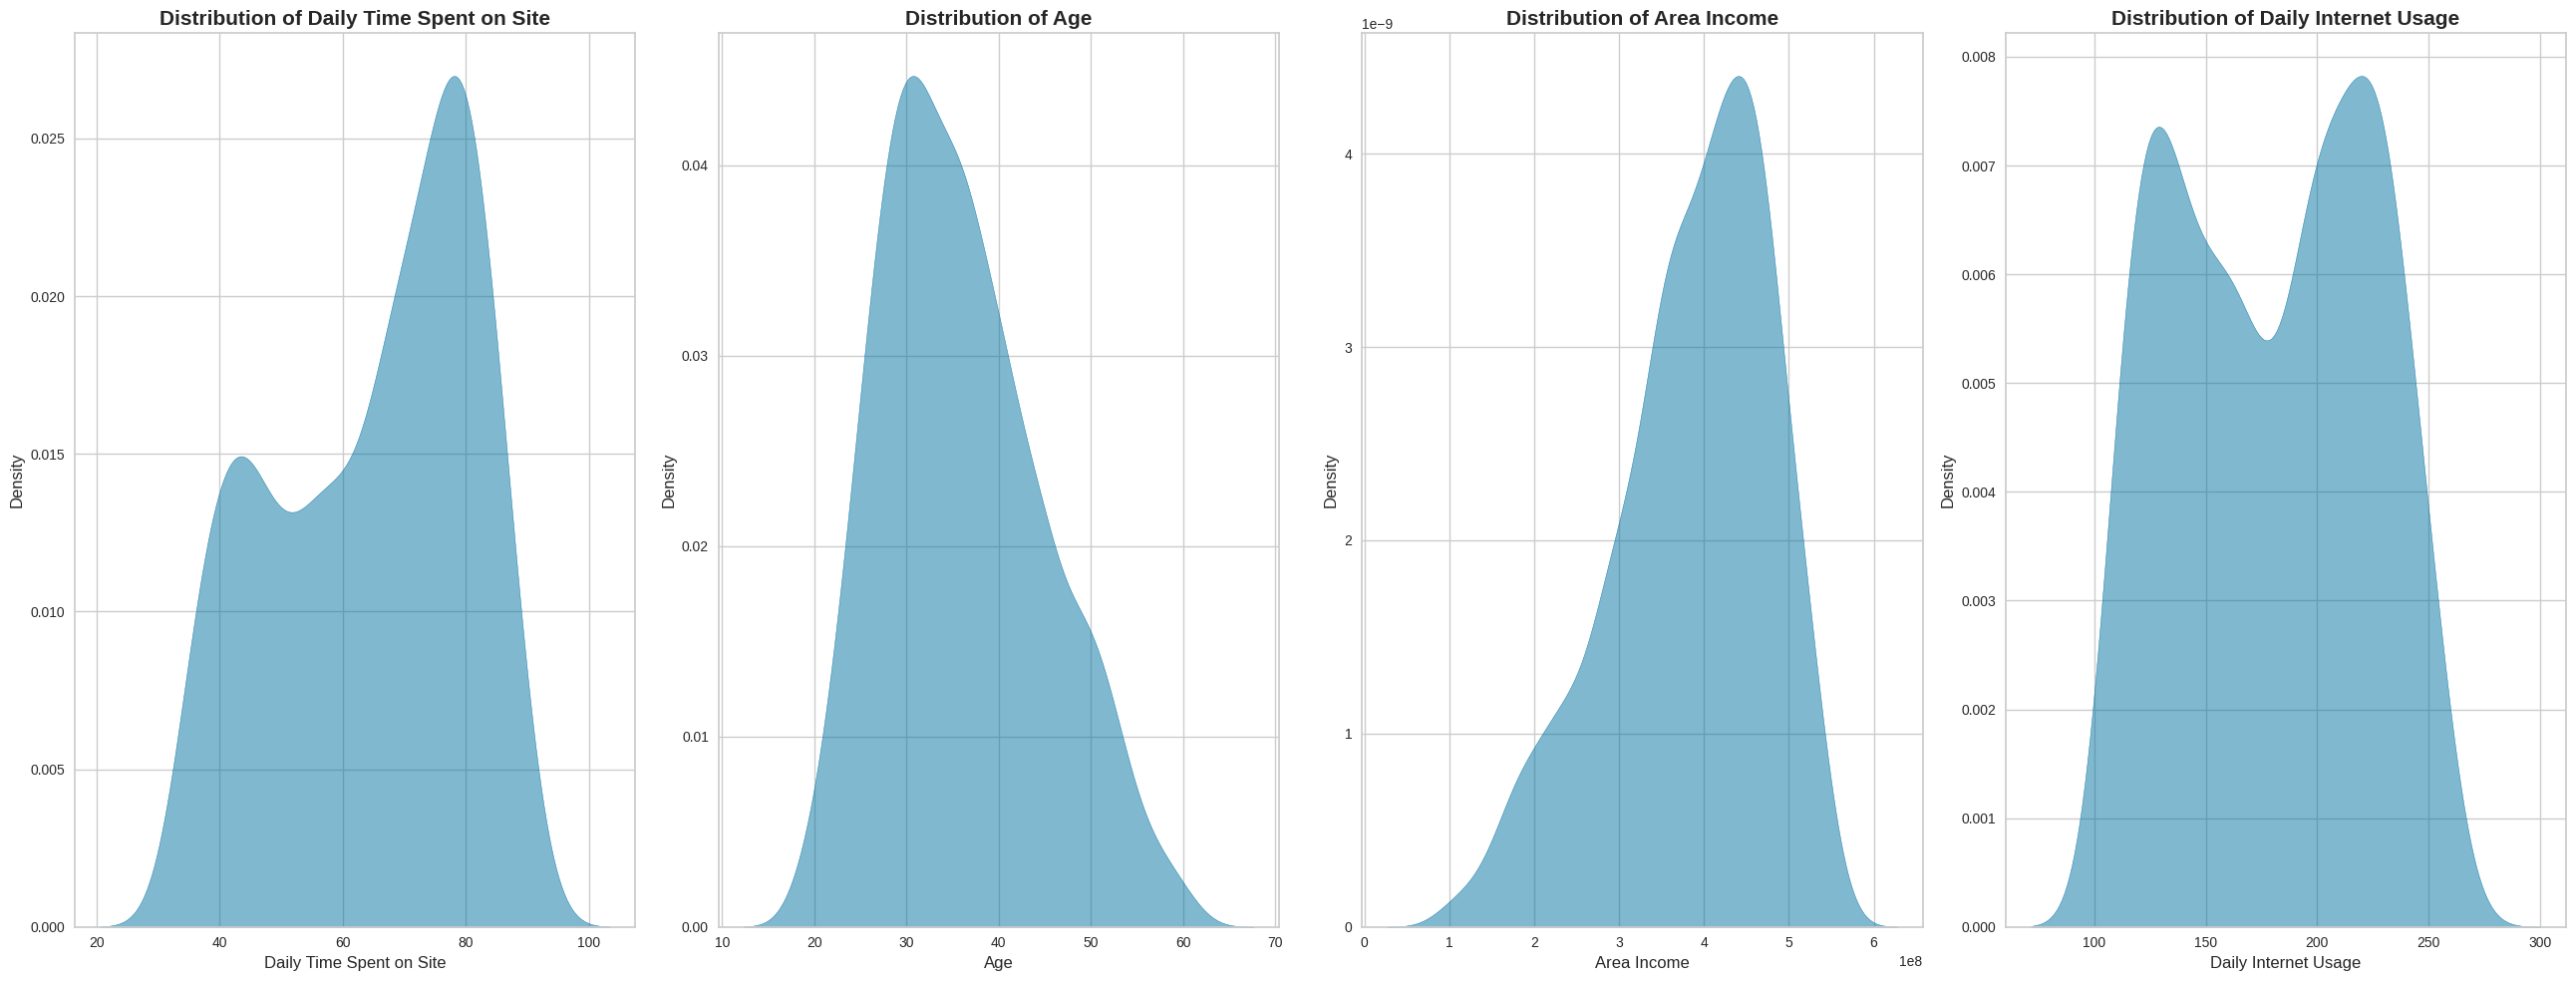 Distribution of Daily Time Spent on Site
Density
0.025
0.020
0.015
0.010
0.005
0.000
20 40 60 80 100
Daily Time Spent on Site
Distribution of Age
Density
0.04
0.03
0.02
0.01
0.00
10 20 30 40 50 60 70
Age
Distribution of Area Income
1e−9
Density
4
3
2
1
0
0 1 2 3 4 5 6
1e8
Area Income
Distribution of Daily Internet Usage
Density
0.008
0.007
0.006
0.005
0.004
0.003
0.002
0.001
0.000
100 150 200 250 300
Daily Internet Usage